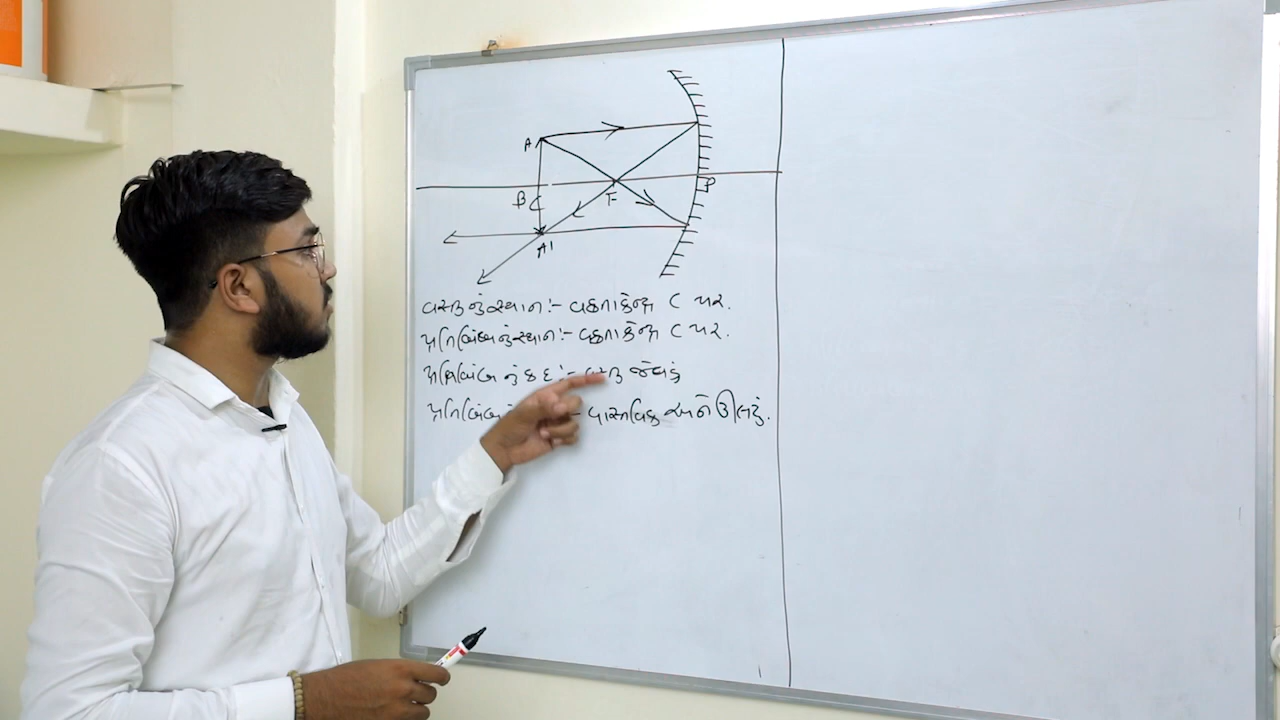 A
B C F P
A'
વસ્તુનું સ્થાન :- વક્રતાકેન્દ્ર C પર.
પ્રતિબિંબનું સ્થાન :- વક્રતાકેન્દ્ર C પર.
પ્રતિબિંબનું કદ :- વસ્તુ જેવડું
પ્રતિબિંબ :- વાસ્તવિક અને ઊલટું.